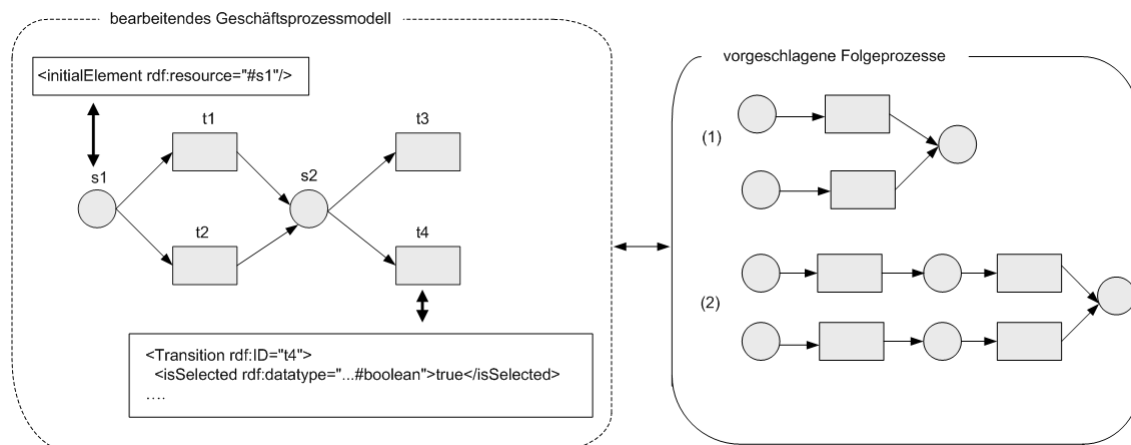 bearbeitendes Geschäftsprozessmodell
<initialElement rdf:resource="#s1"/>
t1
t3
s1
s2
t2
t4
<Transition rdf:ID="t4">
<isSelected rdf:datatype="...#boolean">true</isSelected>
....
vorgeschlagene Folgeprozesse
(1)
(2)